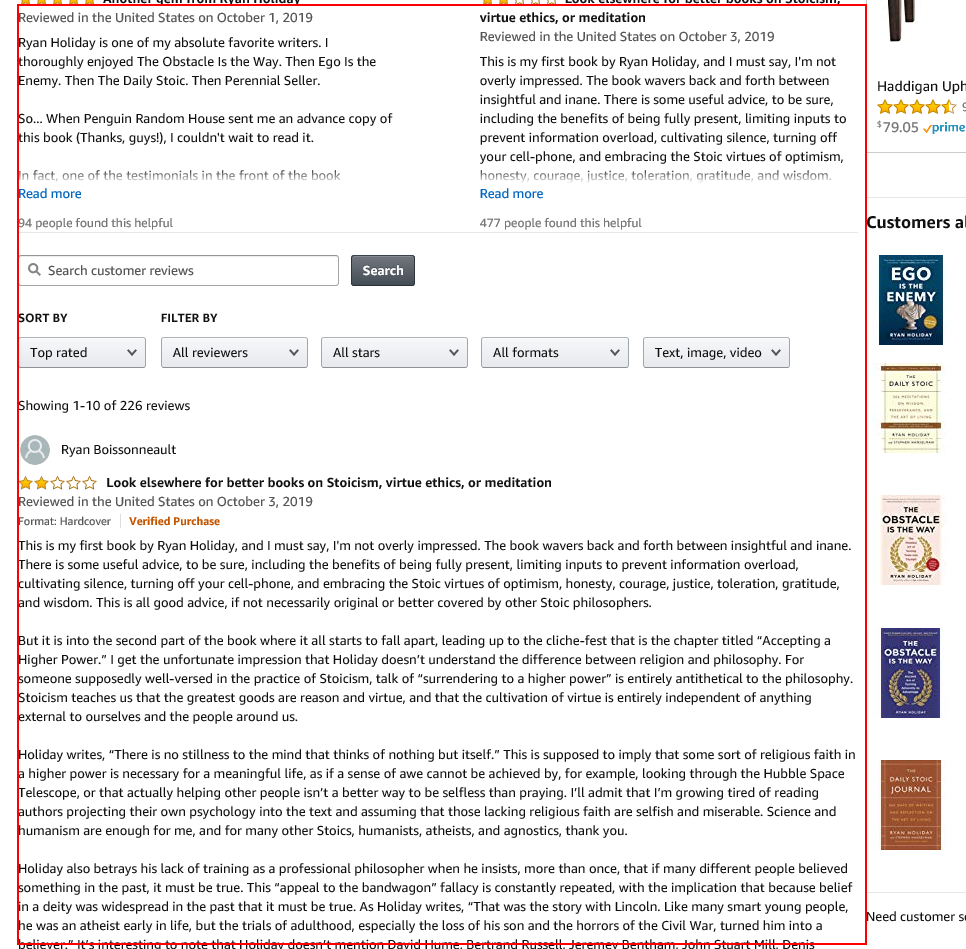 Another gem from Ryan Holiday
Reviewed in the United States on October 1, 2019
Ryan Holiday is one of my absolute favorite writers. I
thoroughly enjoyed The Obstacle Is the Way. Then Ego Is the
Enemy. Then The Daily Stoic. Then Perennial Seller.
So... When Penguin Random House sent me an advance copy of
this book (Thanks, guys!), I couldn't wait to read it.
In fact, one of the testimonials in the front of the book
Read more
94 people found this helpful
Look elsewhere for better books on Stoicism,
virtue ethics, or meditation
Reviewed in the United States on October 3, 2019
This is my first book by Ryan Holiday, and I must say, I'm not
overly impressed. The book wavers back and forth between
insightful and inane. There is some useful advice, to be sure,
including the benefits of being fully present, limiting inputs to
prevent information overload, cultivating silence, turning off
your cell-phone, and embracing the Stoic virtues of optimism,
honesty, courage, justice, toleration, gratitude, and wisdom.
Read more
477 people found this helpful
Search customer reviews
Search
SORT BY
FILTER BY
Top rated
All reviewers
All stars
All formats
Text, image, video
Showing 1-10 of 226 reviews
Ryan Boissonneault
Look elsewhere for better books on Stoicism, virtue ethics, or meditation
Reviewed in the United States on October 3, 2019
Format: Hardcover
Verified Purchase
This is my first book by Ryan Holiday, and I must say, I'm not overly impressed. The book wavers back and forth between insightful and inane.
There is some useful advice, to be sure, including the benefits of being fully present, limiting inputs to prevent information overload,
cultivating silence, turning off your cell-phone, and embracing the Stoic virtues of optimism, honesty, courage, justice, toleration, gratitude,
and wisdom. This is all good advice, if not necessarily original or better covered by other Stoic philosophers.
But it is into the second part of the book where it all starts to fall apart, leading up to the cliche-fest that is the chapter titled “Accepting a
Higher Power.” I get the unfortunate impression that Holiday doesn’t understand the difference between religion and philosophy. For
someone supposedly well-versed in the practice of Stoicism, talk of “surrendering to a higher power” is entirely antithetical to the philosophy.
Stoicism teaches us that the greatest goods are reason and virtue, and that the cultivation of virtue is entirely independent of anything
external to ourselves and the people around us.
Holiday writes, “There is no stillness to the mind that thinks of nothing but itself.” This is supposed to imply that some sort of religious faith in
a higher power is necessary for a meaningful life, as if a sense of awe cannot be achieved by, for example, looking through the Hubble Space
Telescope, or that actually helping other people isn’t a better way to be selfless than praying. I’ll admit that I’m growing tired of reading
authors projecting their own psychology into the text and assuming that those lacking religious faith are selfish and miserable. Science and
humanism are enough for me, and for many other Stoics, humanists, atheists, and agnostics, thank you.
Holiday also betrays his lack of training as a professional philosopher when he insists, more than once, that if many different people believed
something in the past, it must be true. This “appeal to the bandwagon” fallacy is constantly repeated, with the implication that because belief
in a deity was widespread in the past that it must be true. As Holiday writes, “That was the story with Lincoln. Like many smart young people,
he was an atheist early in life, but the trials of adulthood, especially the loss of his son and the horrors of the Civil War, turned him into a
believer.” It’s interesting to note that Holiday doesn’t mention David Hume, Bertrand Russell, Jeremey Bentham, John Stuart Mill, Denis
Haddigan Uph
$79.05 prime
Customers al
EGO
IS THE
ENEMY
RYAN HOLIDAY
THE
DAILY STOIC
366 MEDITATIONS
ON WISDOM,
PERSEVERANCE, AND
THE ART OF LIVING
RYAN HOLIDAY
THE
OBSTACLE
IS THE WAY
RYAN HOLIDAY
THE
OBSTACLE
IS THE WAY
RYAN HOLIDAY
THE
DAILY STOIC
JOURNAL
RYAN HOLIDAY
Need customer se